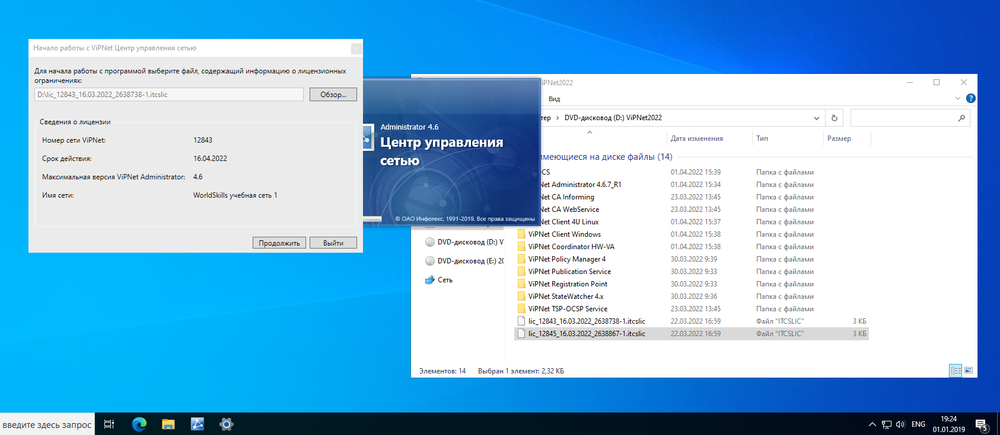 Начало работы с ViPNet Центр управления сетью
Для начала работы с программой выберите файл, содержащий информацию о лицензионных
ограничениях:
D:\lic_12843_16.03.2022_2638738-1.itcslic
Обзор...
Сведения о лицензии
Номер сети ViPNet: 12843
Срок действия: 16.04.2022
Максимальная версия ViPNet Administrator: 4.6
Имя сети: WorldSkills учебная сеть 1
Продолжить Выйти
Administrator 4.6
Центр управления
сетью
© ОАО Инфотекс, 1991-2019. Все права защищены
iPNet2022
Вид
тер › DVD-дисковод (D:) ViPNet2022
Дата изменения Тип Размер
меющиеся на диске файлы (14)
CS 01.04.2022 15:39 Папка с файлами
Net Administrator 4.6.7_R1 01.04.2022 15:34 Папка с файлами
Net CA Informing 23.03.2022 13:45 Папка с файлами
Net CA WebService 23.03.2022 13:45 Папка с файлами
Net Client 4U Linux 01.04.2022 15:37 Папка с файлами
ViPNet Client Windows 01.04.2022 15:38 Папка с файлами
ViPNet Coordinator HW-VA 01.04.2022 15:38 Папка с файлами
ViPNet Policy Manager 4 30.03.2022 9:39 Папка с файлами
ViPNet Publication Service 30.03.2022 9:33 Папка с файлами
ViPNet Registration Point 30.03.2022 9:33 Папка с файлами
ViPNet StateWatcher 4.x 30.03.2022 9:36 Папка с файлами
ViPNet TSP-OCSP Service 23.03.2022 13:45 Папка с файлами
lic_12843_16.03.2022_2638738-1.itcslic 22.03.2022 16:59 Файл "ITCSLIC" 3 КБ
lic_12845_16.03.2022_2638867-1.itcslic 22.03.2022 16:59 Файл "ITCSLIC" 3 КБ
DVD-дисковод (D:) V
DVD-дисковод (E:) 20
Сеть
Элементов: 14 Выбран 1 элемент: 2,32 КБ
введите здесь запрос
ENG
19:24
01.01.2019
5